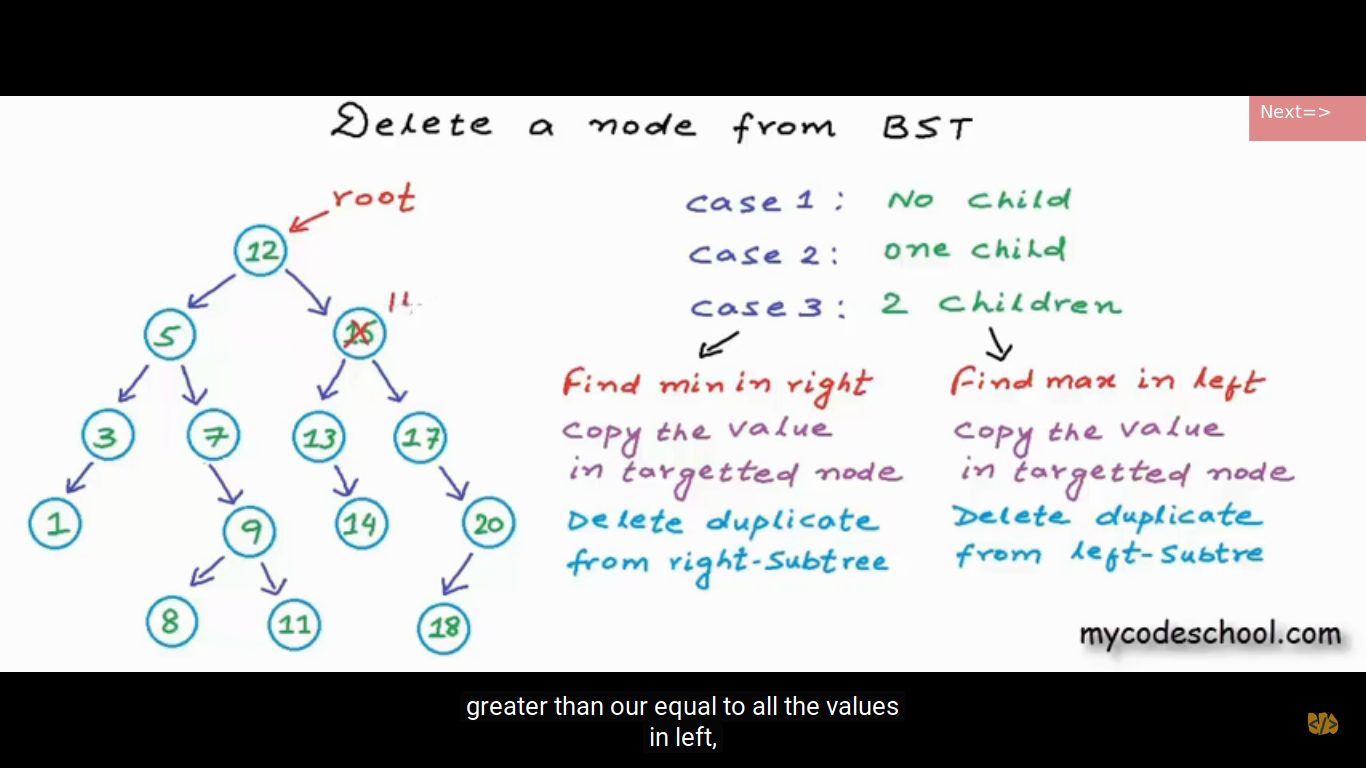 Delete a node from BST
Next=>
root
12
5
15
3
7
13
17
1
9
14
20
8
11
18
case 1: No child
case 2: one child
case 3: 2 children
Find min in right
copy the value
in targetted node
Delete duplicate
from right-Subtree
Find max in left
copy the value
in targetted node
Delete duplicate
from left-Subtre
mycodeschool.com
greater than our equal to all the values
in left,